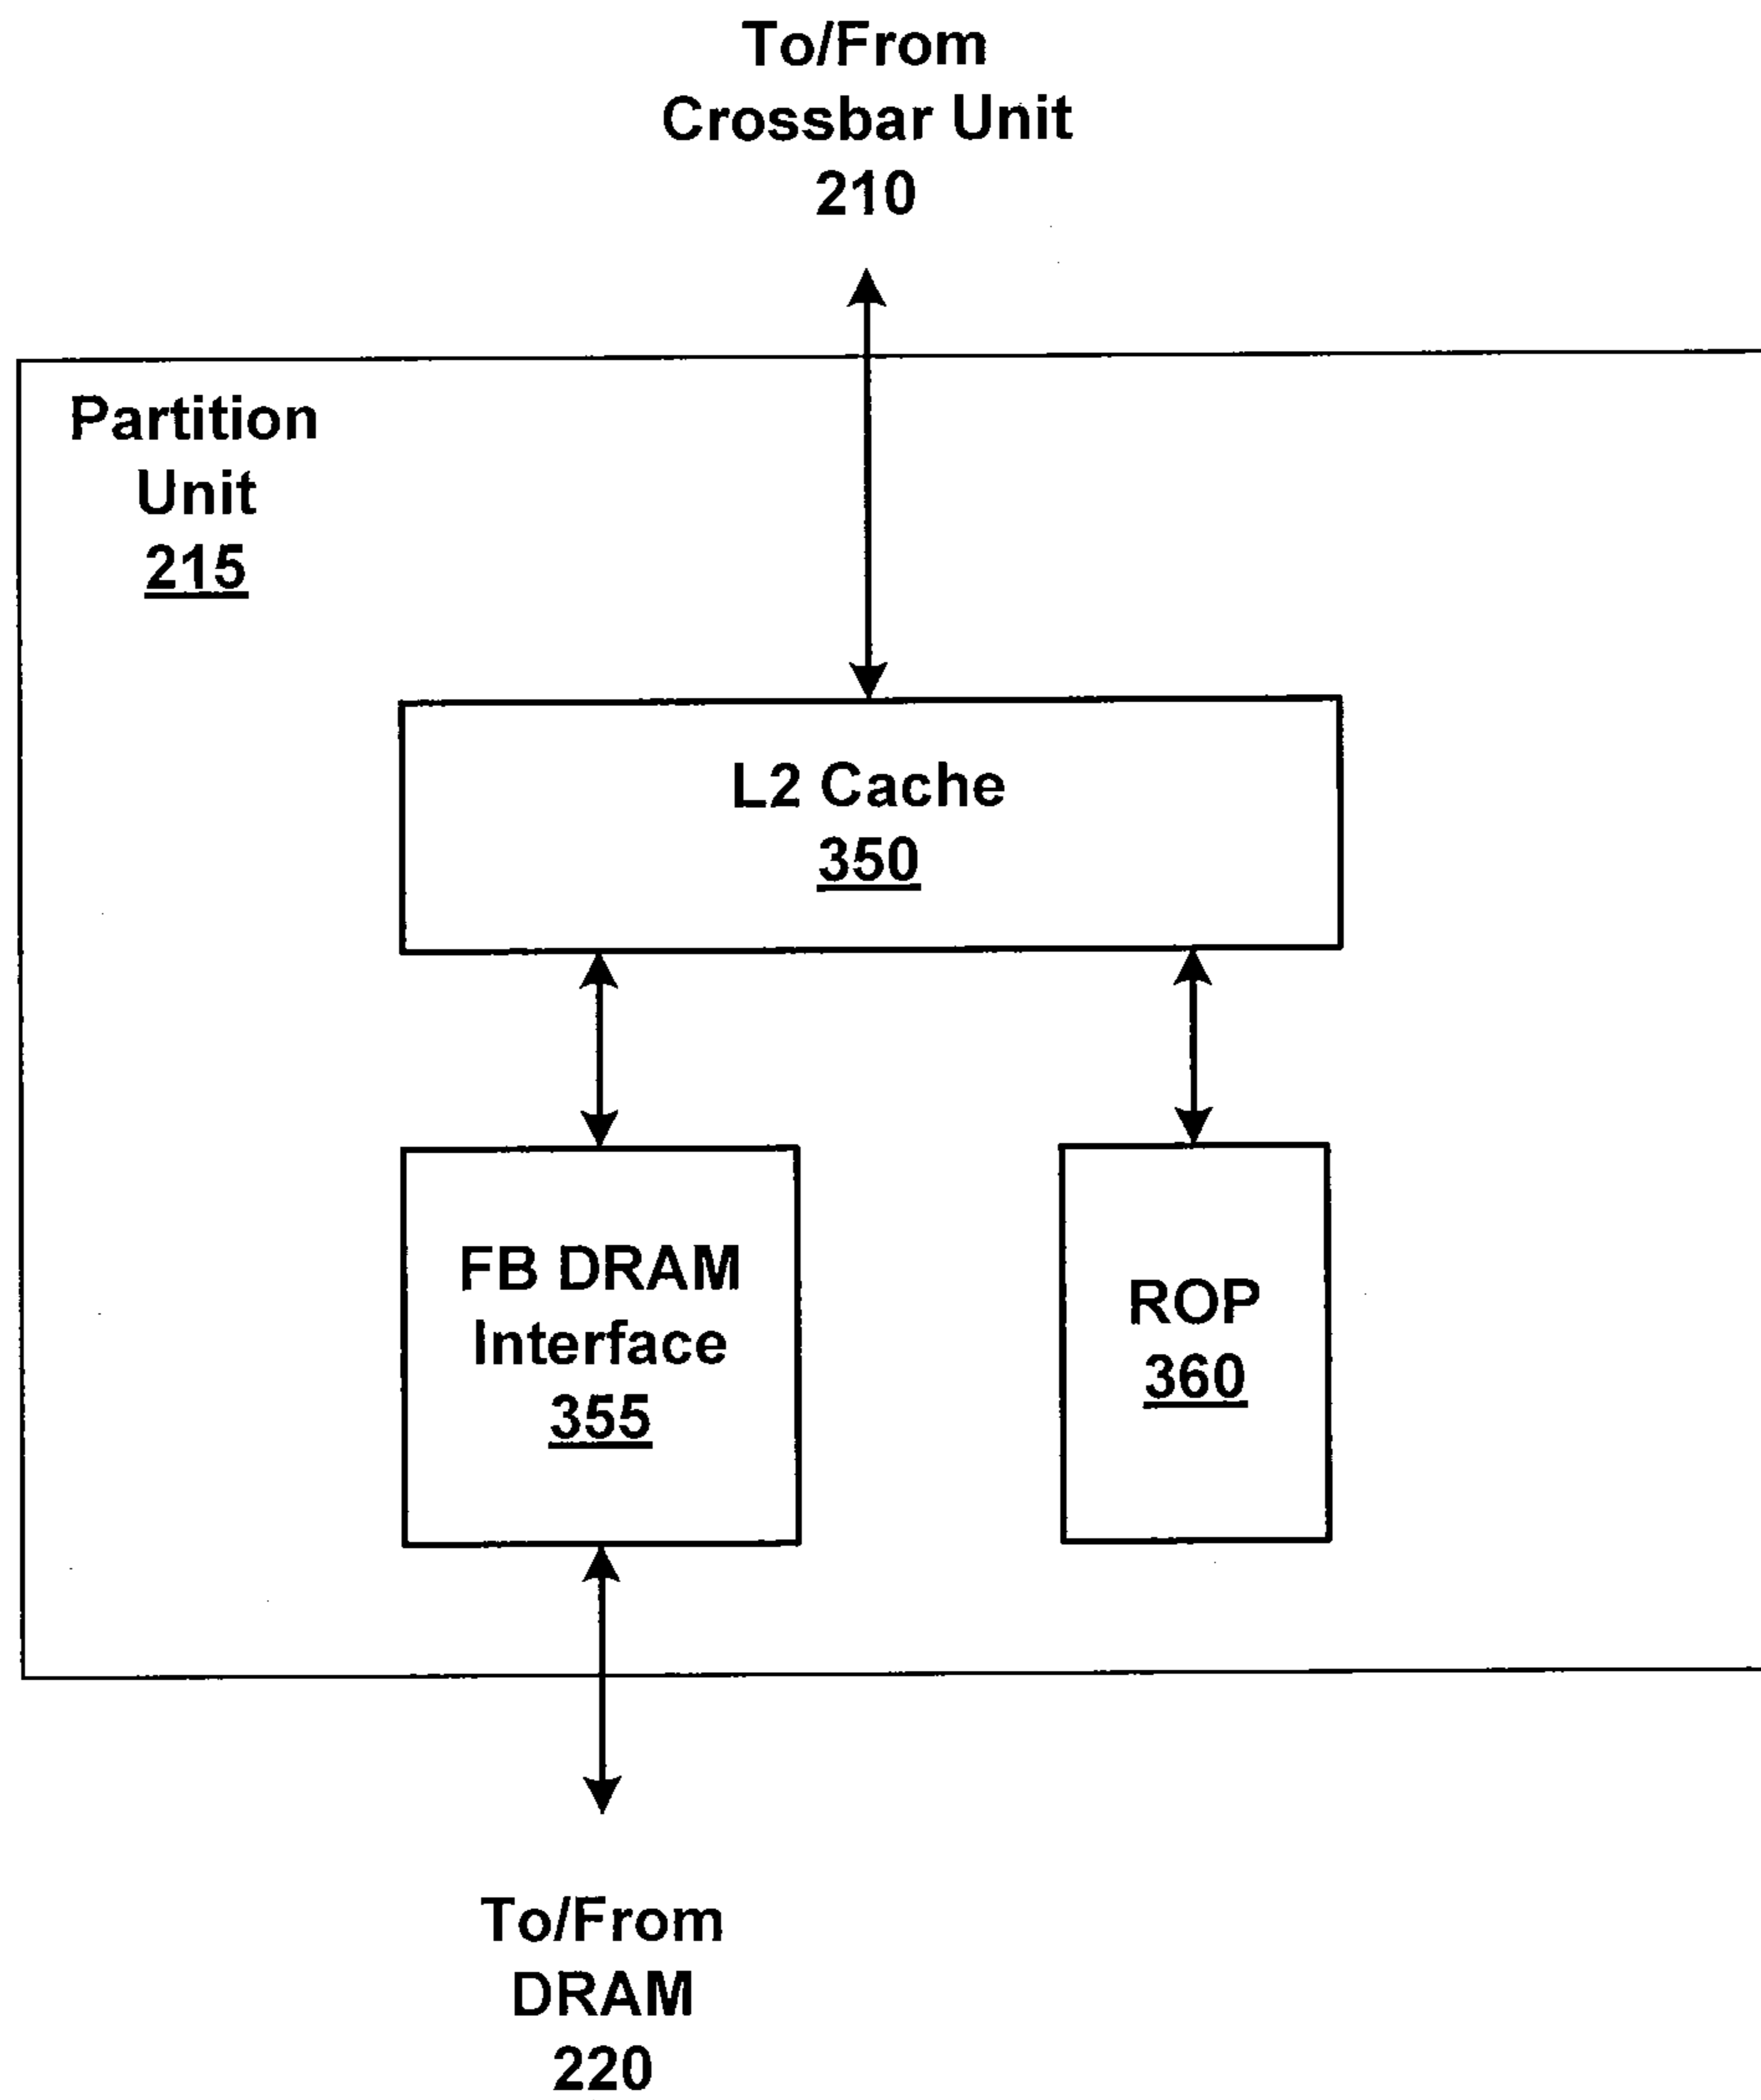 To/From
Crossbar Unit
210
Partition
Unit
215
L2 Cache
350
FB DRAM
Interface
355
ROP
360
To/From
DRAM
220